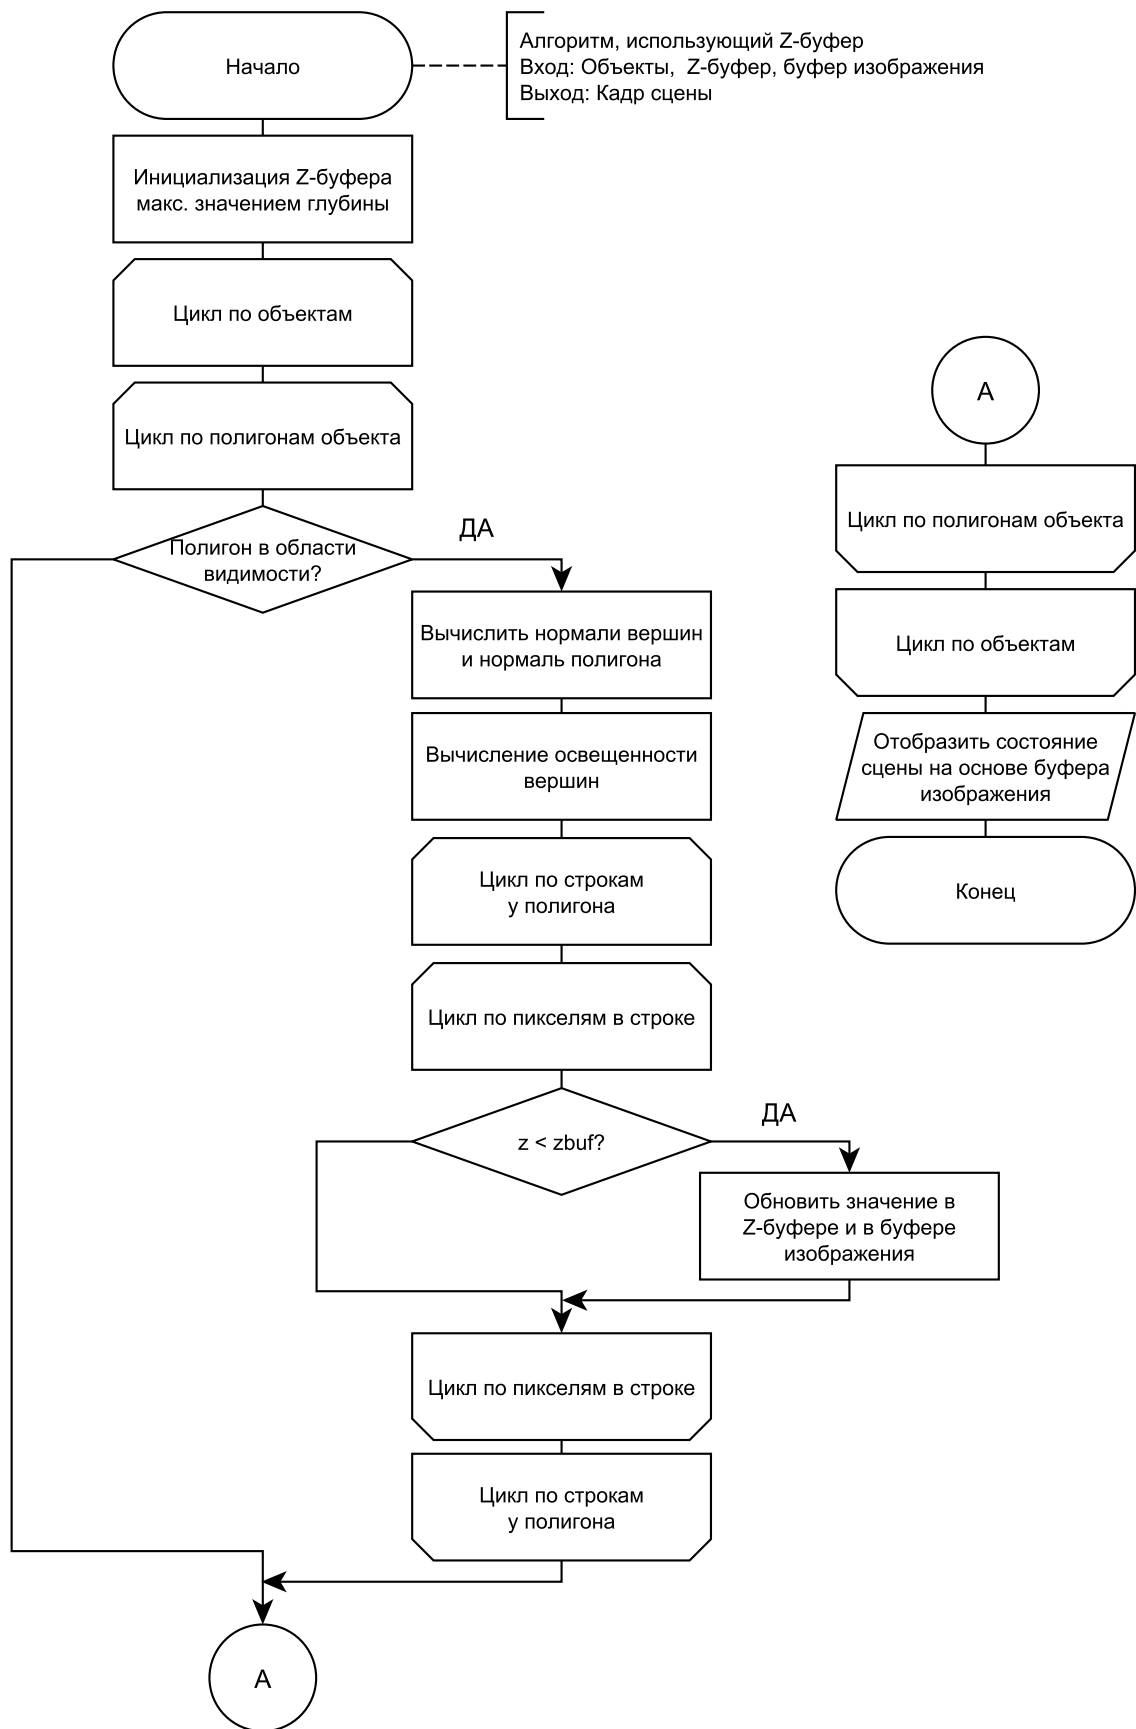 Начало
Алгоритм, использующий Z-буфер
Вход: Объекты, Z-буфер, буфер изображения
Выход: Кадр сцены
Инициализация Z-буфера
макс. значением глубины
Цикл по объектам
Цикл по полигонам объекта
Полигон в области
видимости?
ДА
Вычислить нормали вершин
и нормаль полигона
Вычисление освещенности
вершин
Цикл по строкам
у полигона
Цикл по пикселям в строке
z < zbuf?
ДА
Обновить значение в
Z-буфере и в буфере
изображения
Цикл по пикселям в строке
Цикл по строкам
у полигона
А
А
Цикл по полигонам объекта
Цикл по объектам
Отобразить состояние
сцены на основе буфера
изображения
Конец